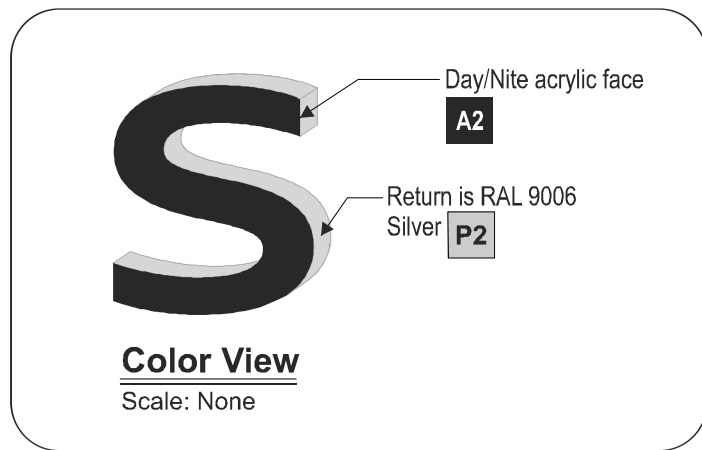 S
Day/Nite acrylic face
A2
Return is RAL 9006
Silver P2
Color View
Scale: None